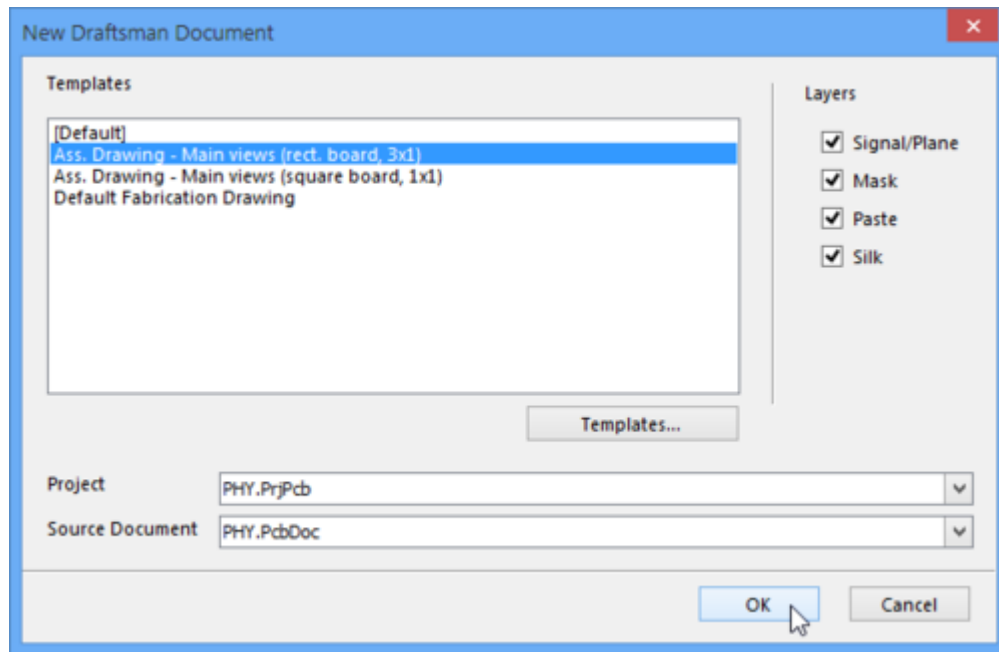 New Draftsman Document
Templates
[Default]
Ass. Drawing - Main views (rect. board, 3x1)
Ass. Drawing - Main views (square board, 1x1)
Default Fabrication Drawing
Templates...
Layers
Signal/Plane
Mask
Paste
Silk
Project PHY.PrjPcb
Source Document PHY.PcbDoc
OK Cancel